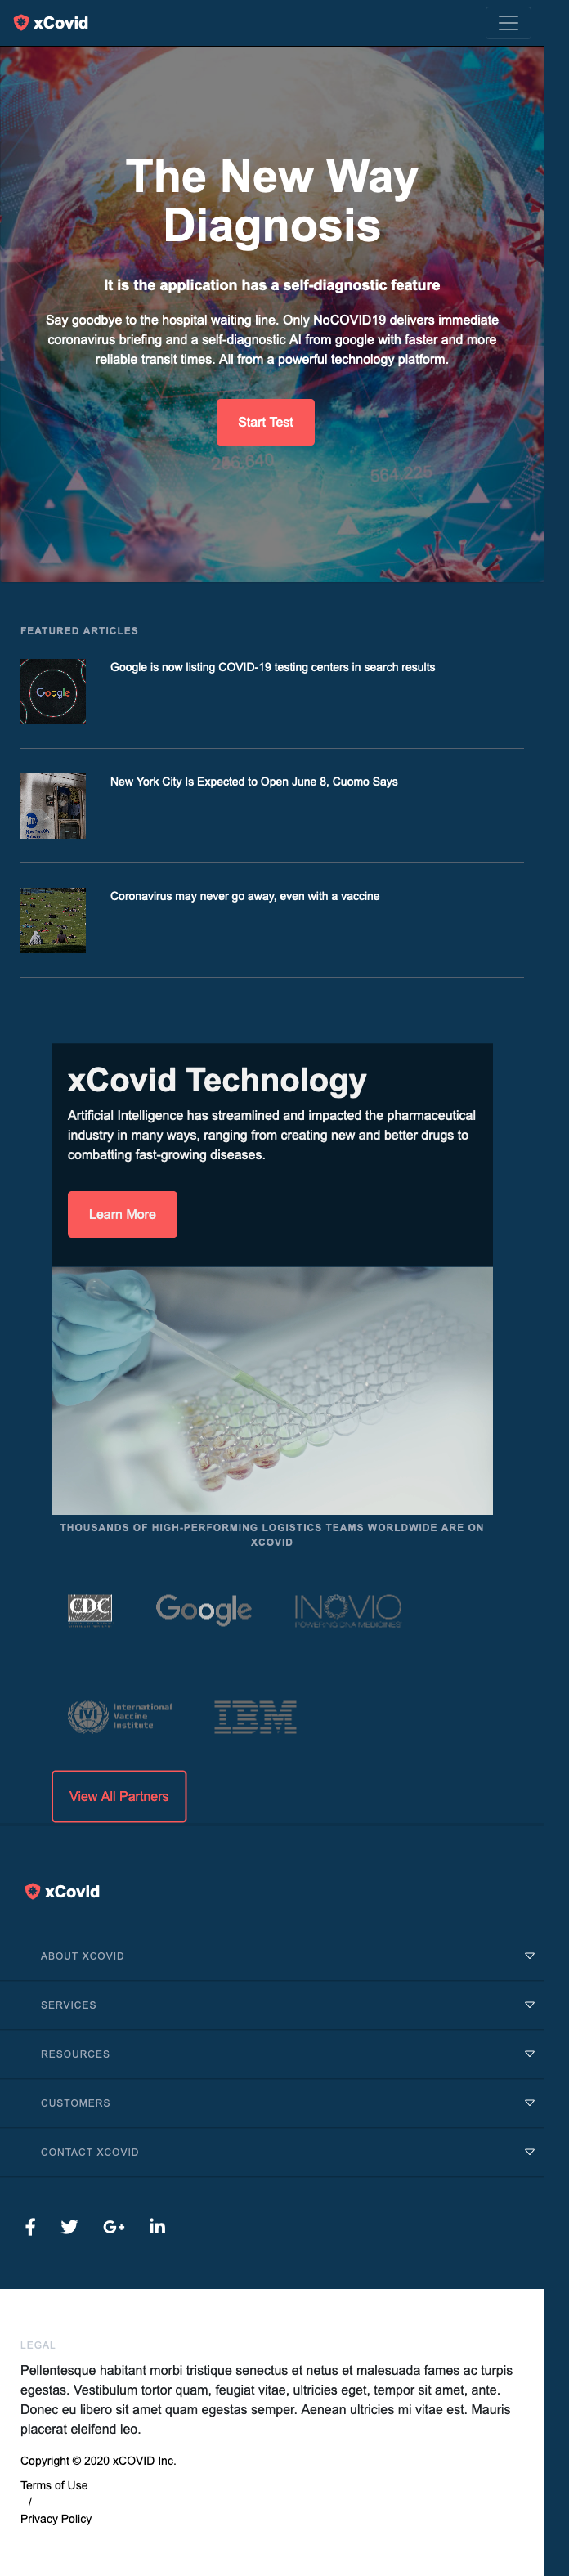 xCovid
The New Way
Diagnosis
It is the application has a self-diagnostic feature
Say goodbye to the hospital waiting line. Only NoCOVID19 delivers immediate
coronavirus briefing and a self-diagnostic AI from google with faster and more
reliable transit times. All from a powerful technology platform.
Start Test
564.225
FEATURED ARTICLES
Google
Google is now listing COVID-19 testing centers in search results
New York City Is Expected to Open June 8, Cuomo Says
Coronavirus may never go away, even with a vaccine
xCovid Technology
Artificial Intelligence has streamlined and impacted the pharmaceutical
industry in many ways, ranging from creating new and better drugs to
combatting fast-growing diseases.
Learn More
THOUSANDS OF HIGH-PERFORMING LOGISTICS TEAMS WORLDWIDE ARE ON
XCOVID
CDC
Google
INOVIO
POWERING DNA MEDICINES
IVI
International
Vaccine
Institute
IBM
View All Partners
xCovid
ABOUT XCOVID
SERVICES
RESOURCES
CUSTOMERS
CONTACT XCOVID
LEGAL
Pellentesque habitant morbi tristique senectus et netus et malesuada fames ac turpis
egestas. Vestibulum tortor quam, feugiat vitae, ultricies eget, tempor sit amet, ante.
Donec eu libero sit amet quam egestas semper. Aenean ultricies mi vitae est. Mauris
placerat eleifend leo.
Copyright © 2020 xCOVID Inc.
Terms of Use
/
Privacy Policy